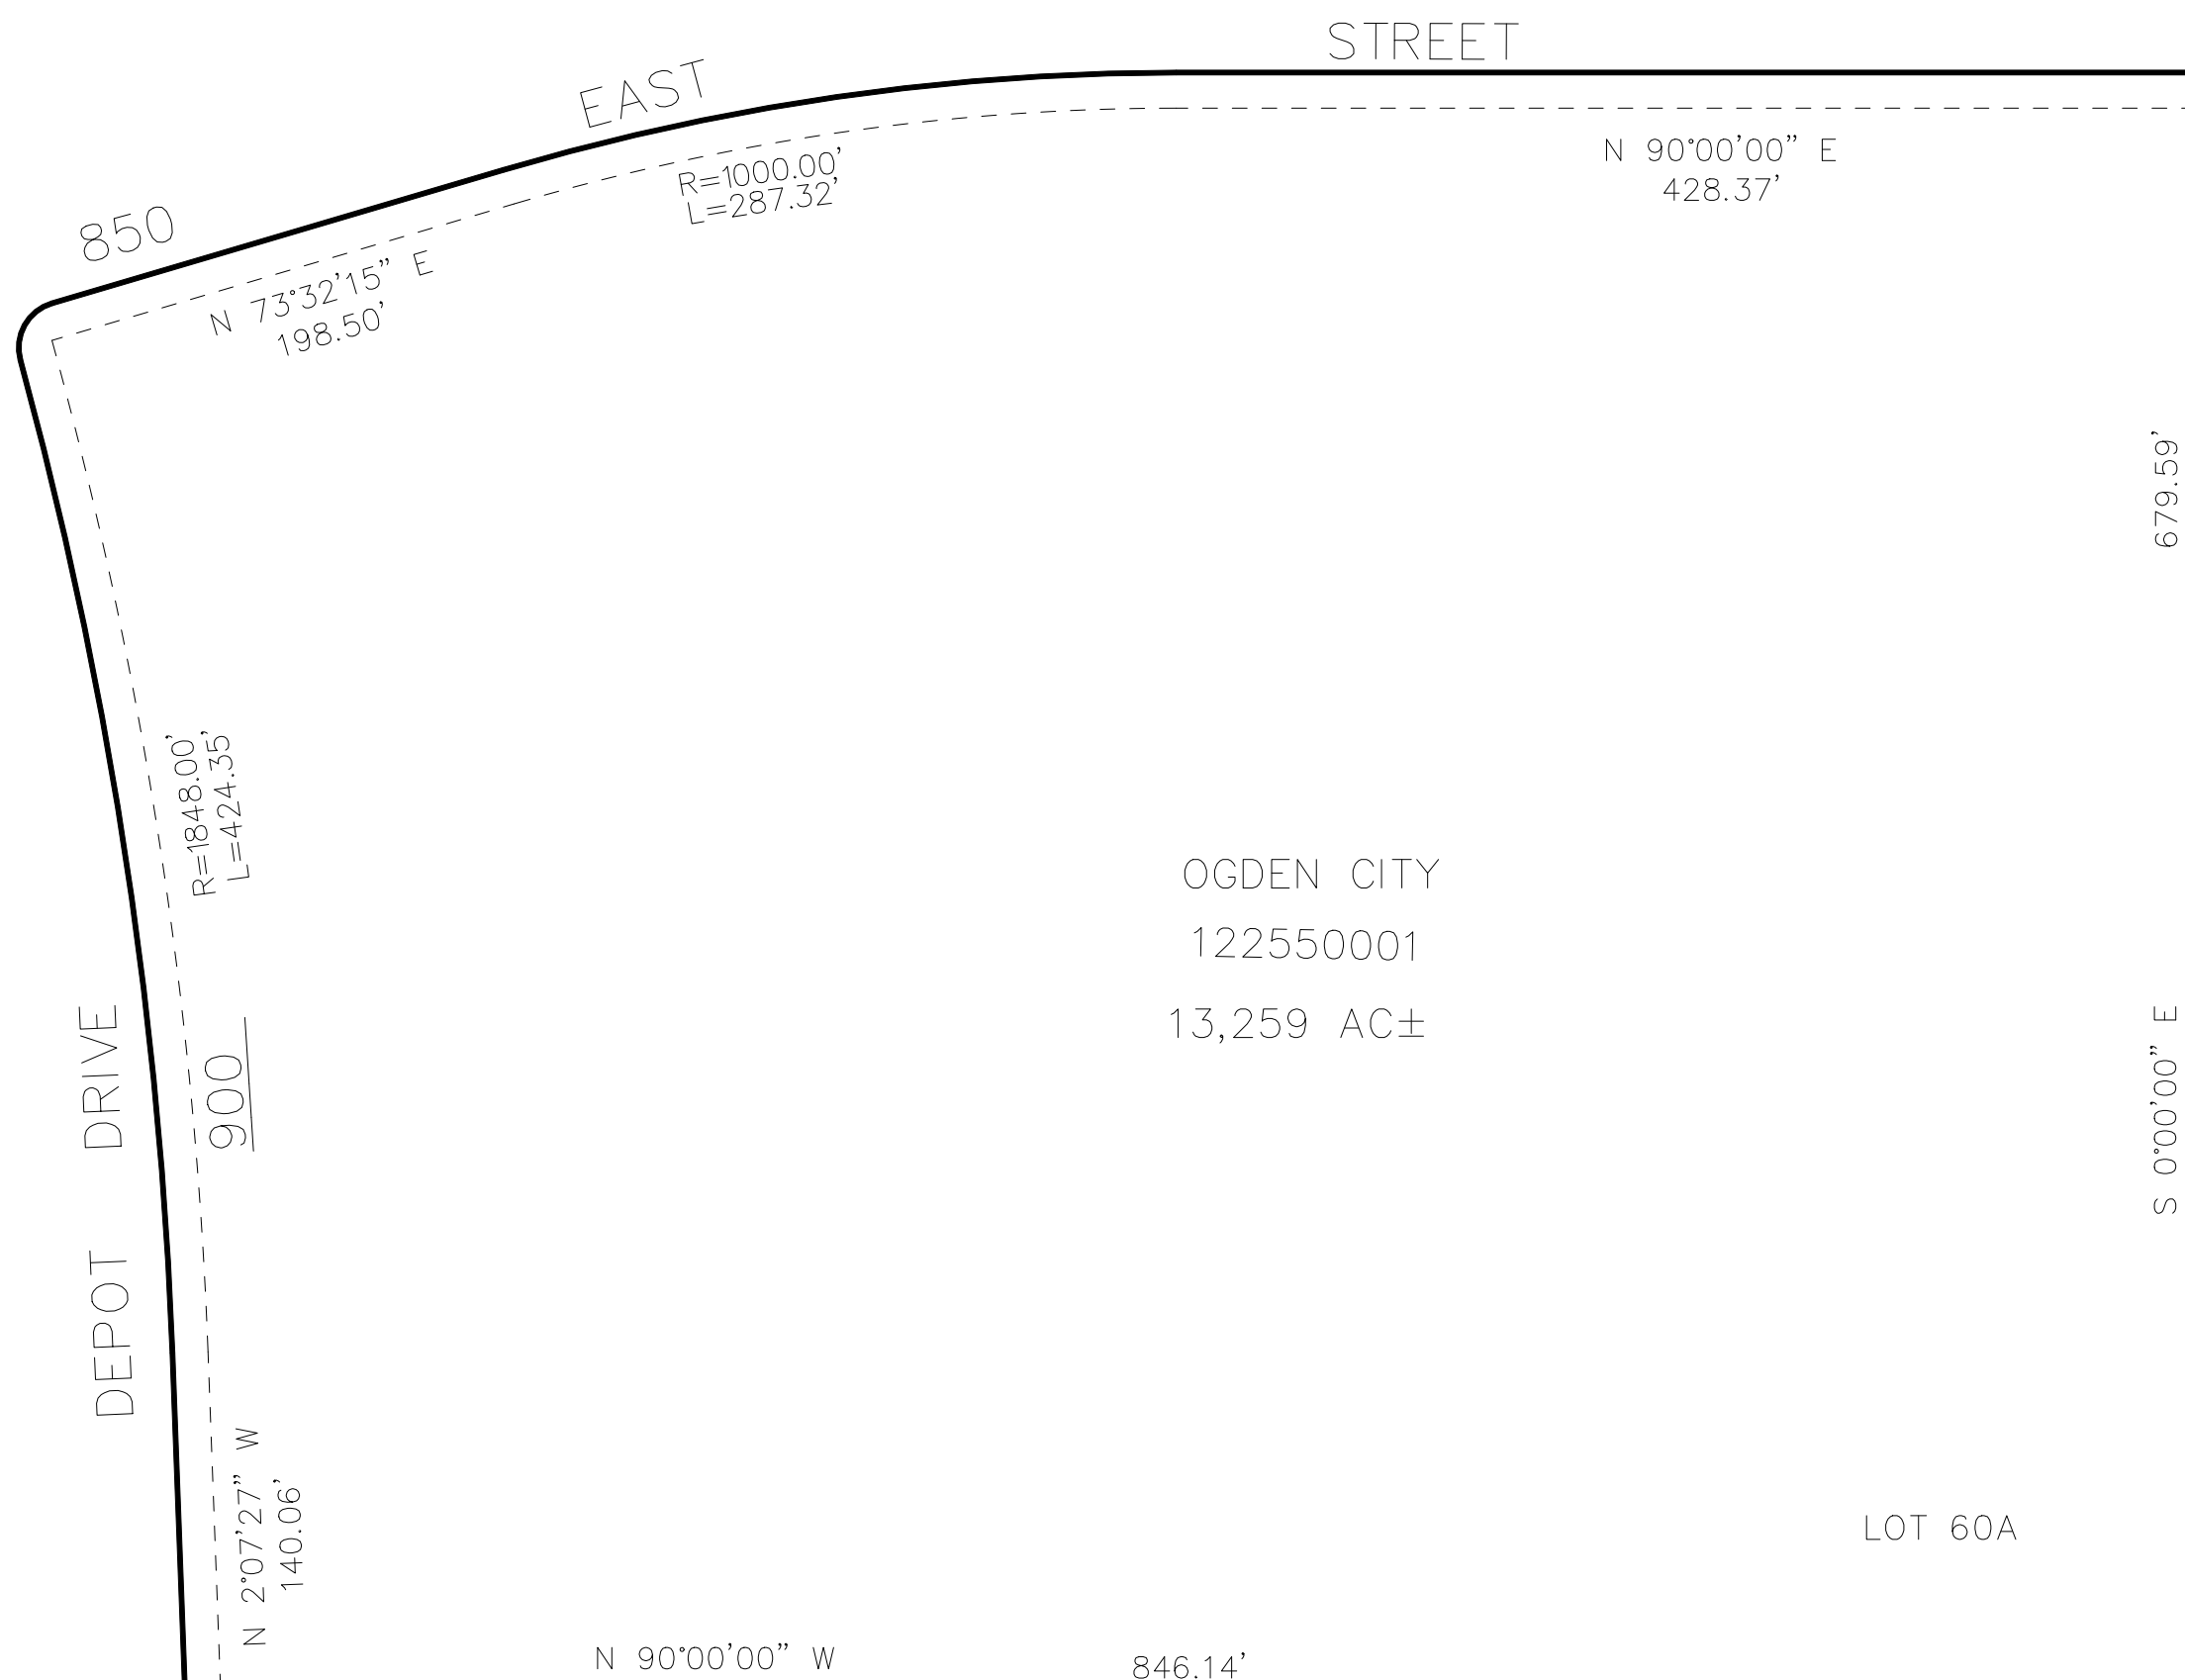 850 EAST STREET
N 90°00'00" E
428.37'
R=1000.00'
L=287.32'
N 73°32'15" E
198.50'
679.59'
S 0°00'00" E
R=1848.00'
L=424.35'
OGDEN CITY
122550001
13,259 AC±
900
DEPOT DRIVE
N 2°07'27" W
140.06'
LOT 60A
N 90°00'00" W
846.14'